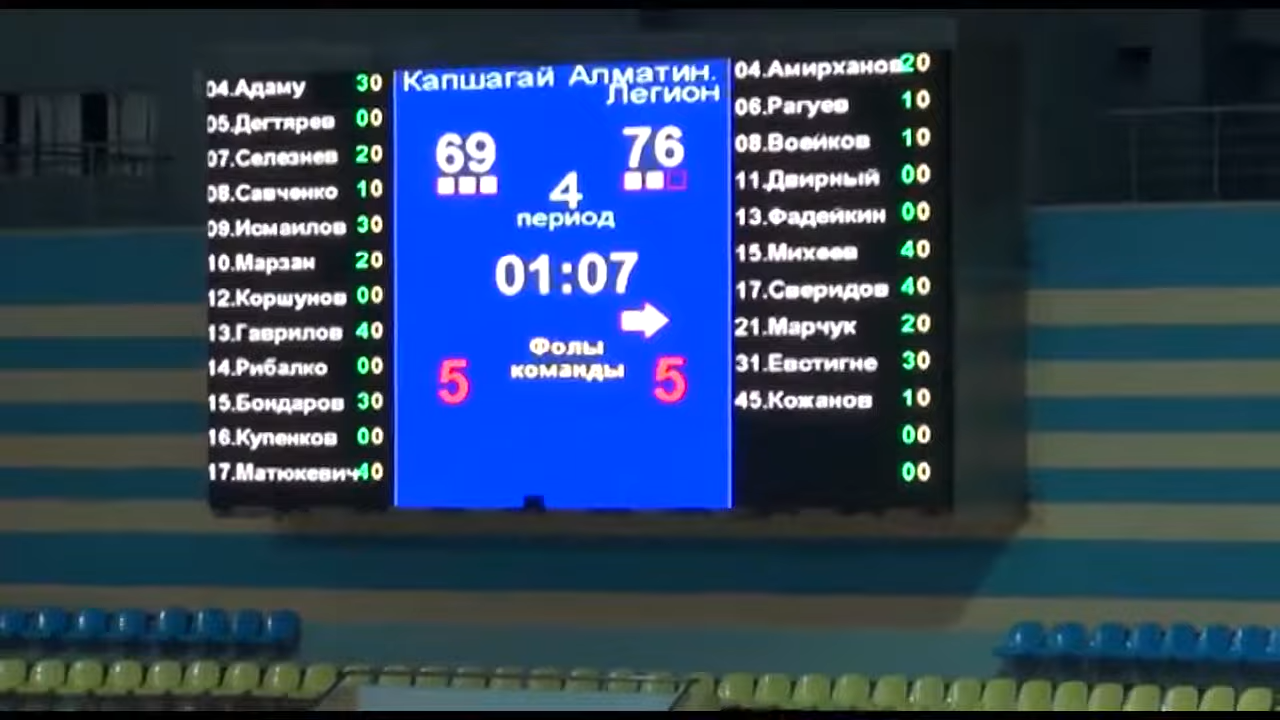 04.Адаму 30
05.Дегтярев 00
07.Селезнев 20
08.Савченко 10
09.Исмаилов 30
10.Марзан 20
12.Коршунов 00
13.Гаврилов 40
14.Рибалко 00
15.Бондаров 30
16.Купенков 00
17.Матюкевич 40
Капшагай Алматин.
Легион
69 76
4
период
01:07
Фолы
5 команды 5
04.Амирханов 20
06.Рагуев 10
08.Воейков 10
11.Двирный 00
13.Фадейкин 00
15.Михеев 40
17.Свиридов 40
21.Марчук 20
31.Евстигне 30
45.Кожанов 10
00
00